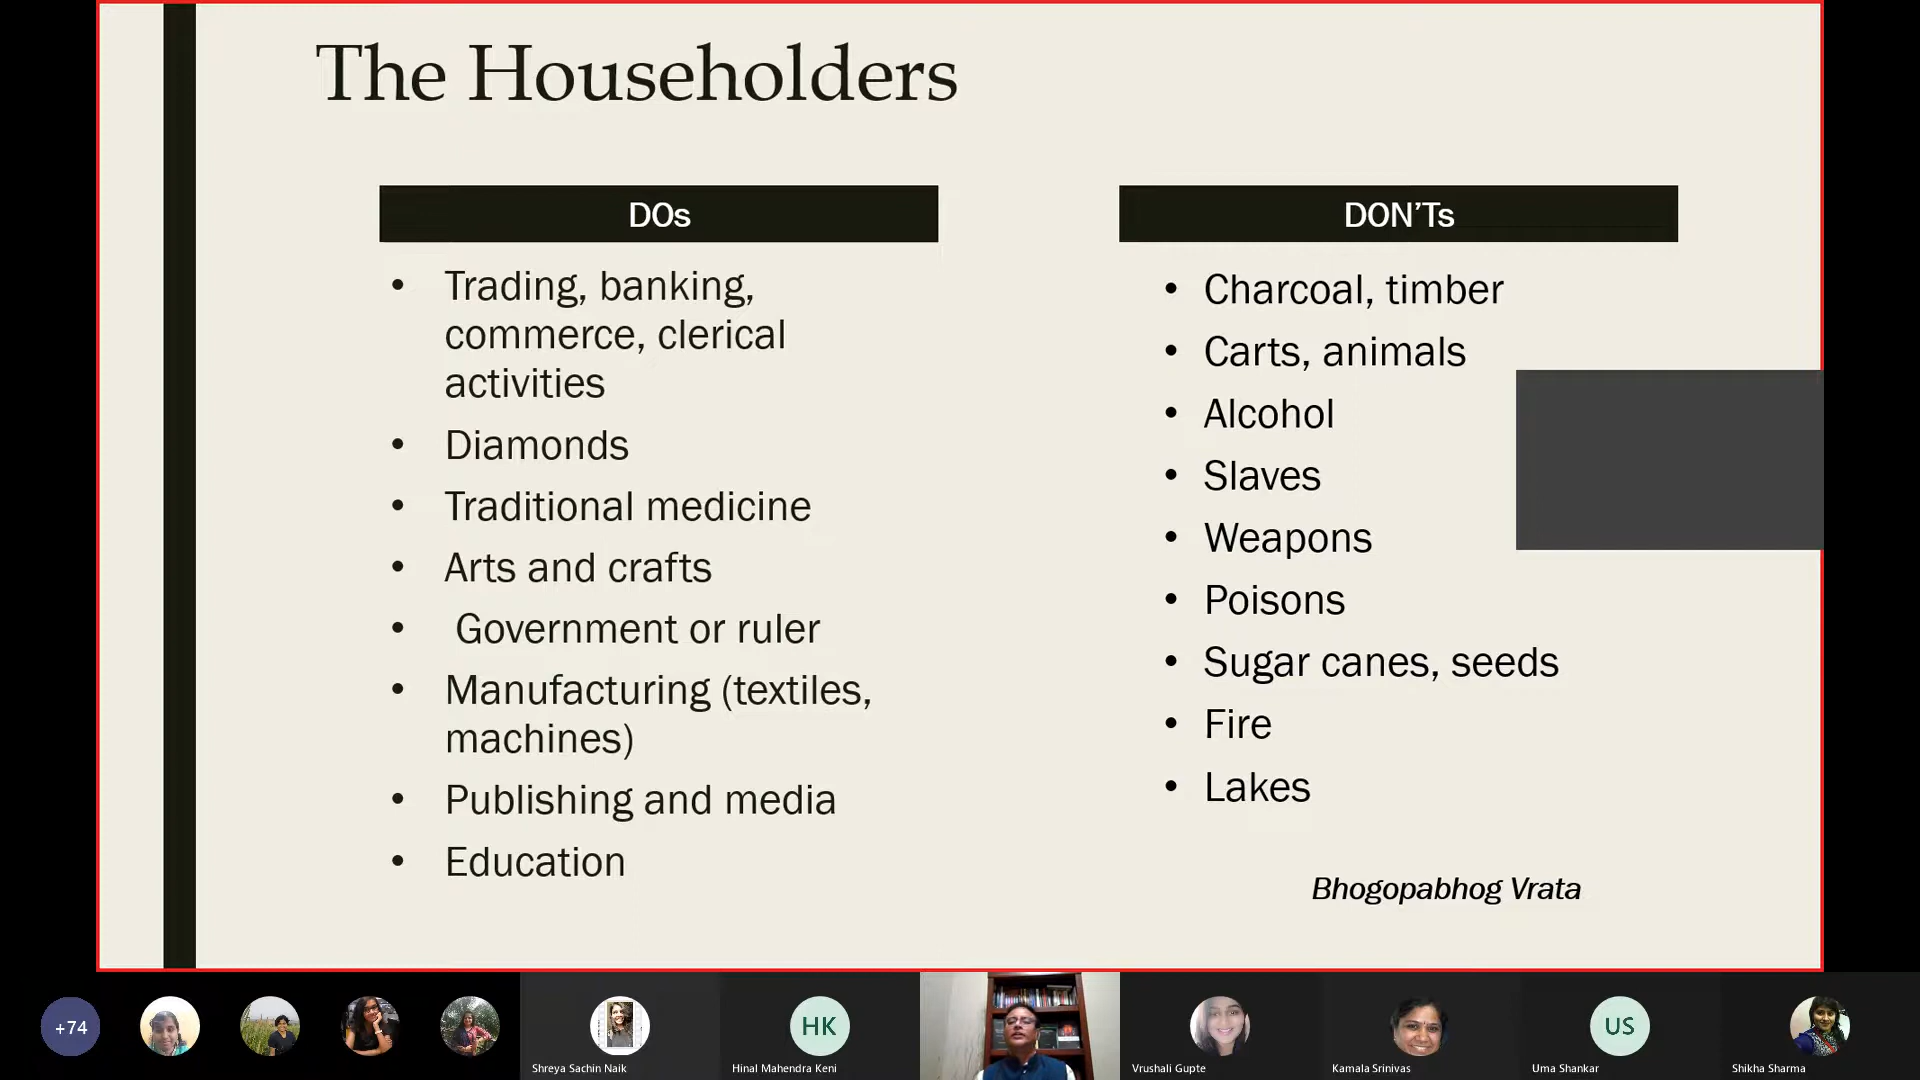 The Householders
DOs
• Trading, banking,
commerce, clerical
activities
• Diamonds
• Traditional medicine
• Arts and crafts
• Government or ruler
• Manufacturing (textiles,
machines)
• Publishing and media
• Education
DON’Ts
• Charcoal, timber
• Carts, animals
• Alcohol
• Slaves
• Weapons
• Poisons
• Sugar canes, seeds
• Fire
• Lakes
Bhogopabhog Vrata
+74
HK
US
Shreya Sachin Naik
Hinal Mahendra Keni
Vrushali Gupte
Kamala Srinivas
Uma Shankar
Shikha Sharma